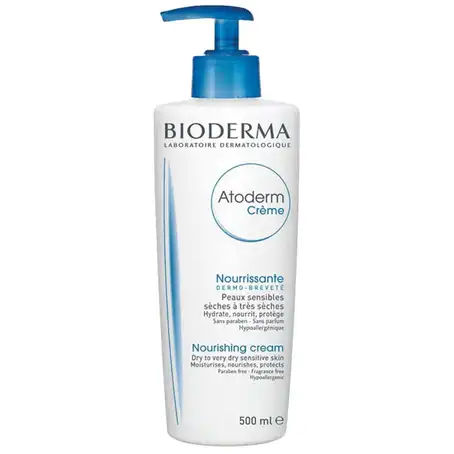 BIODERMA
LABORATOIRE DERMATOLOGIQUE
Atoderm
Crème
Nourrissante
DERMO-BREVETÉ
Peaux sensibles
sèches à très sèches
Hydrate, nourrit, protège
Sans paraben - Sans parfum
Hypoallergénique
Nourishing cream
Dry to very dry sensitive skin
Moisturises, nourishes, protects
Paraben free - Fragrance free
Hypoallergenic
500 ml ℮